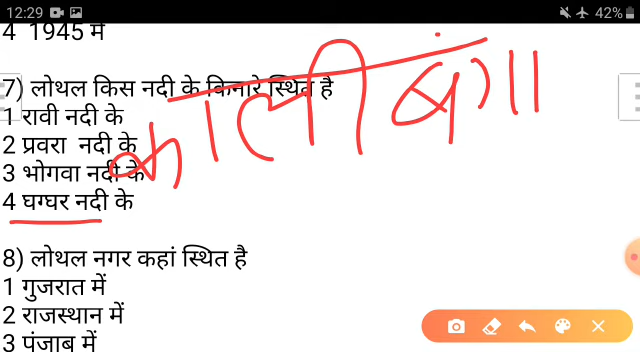 12:29 42%
4 1945 में
7) लोथल किस नदी के किनारे स्थित है
1 रावी नदी के
2 प्रवरा नदी के
3 भोगवा नदी के
4 घग्घर नदी के
कालीबंगा
8) लोथल नगर कहां स्थित है
1 गुजरात में
2 राजस्थान में
3 पंजाब में